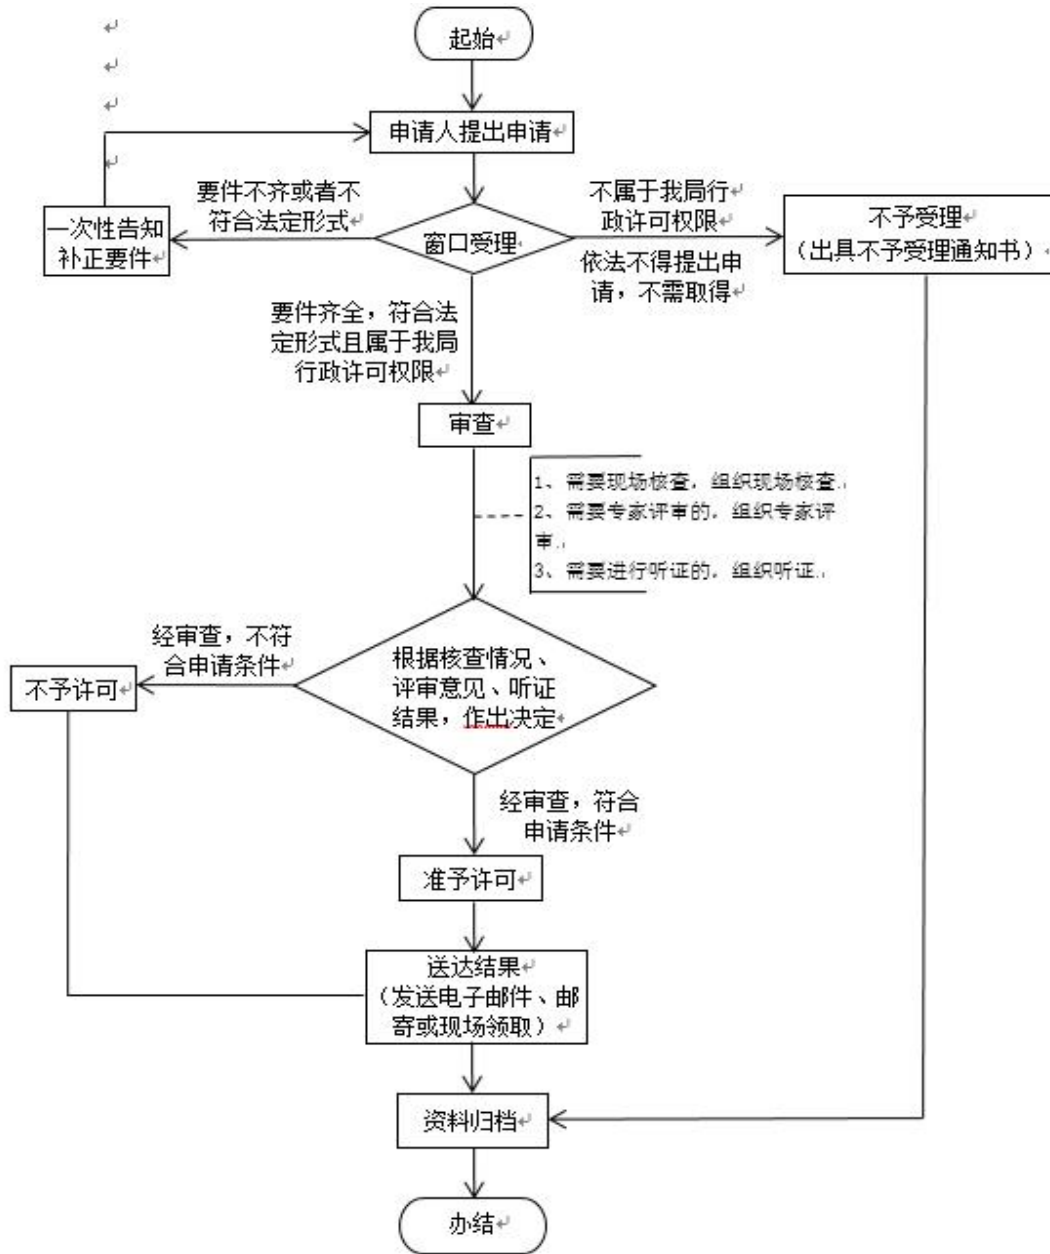 起始
申请人提出申请
要件不齐或者不
符合法定形式
一次性告知
补正要件
窗口受理
不属于我局行
政许可权限
依法不得提出申
请，不需取得
不予受理
（出具不予受理通知书）
要件齐全，符合法
定形式且属于我局
行政许可权限
审查
1、需要现场核查，组织现场核查
2、需要专家评审的，组织专家评
审
3、需要进行听证的，组织听证
经审查，不符
合申请条件
不予许可
根据核查情况、
评审意见、听证
结果，作出决定
经审查，符合
申请条件
准予许可
送达结果
（发送电子邮件、邮
寄或现场领取）
资料归档
办结